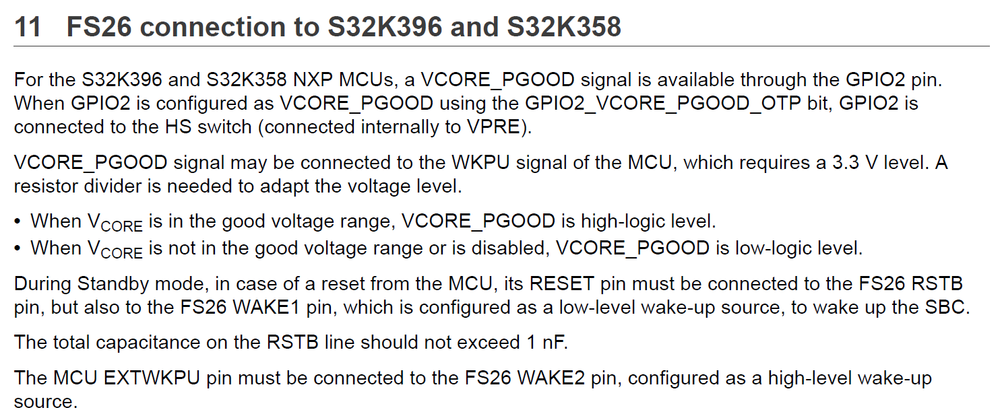 11 FS26 connection to S32K396 and S32K358
For the S32K396 and S32K358 NXP MCUs, a VCORE_PGOOD signal is available through the GPIO2 pin.
When GPIO2 is configured as VCORE_PGOOD using the GPIO2_VCORE_PGOOD_OTP bit, GPIO2 is
connected to the HS switch (connected internally to VPRE).
VCORE_PGOOD signal may be connected to the WKPU signal of the MCU, which requires a 3.3 V level. A
resistor divider is needed to adapt the voltage level.
• When VCORE is in the good voltage range, VCORE_PGOOD is high-logic level.
• When VCORE is not in the good voltage range or is disabled, VCORE_PGOOD is low-logic level.
During Standby mode, in case of a reset from the MCU, its RESET pin must be connected to the FS26 RSTB
pin, but also to the FS26 WAKE1 pin, which is configured as a low-level wake-up source, to wake up the SBC.
The total capacitance on the RSTB line should not exceed 1 nF.
The MCU EXTWKPU pin must be connected to the FS26 WAKE2 pin, configured as a high-level wake-up
source.